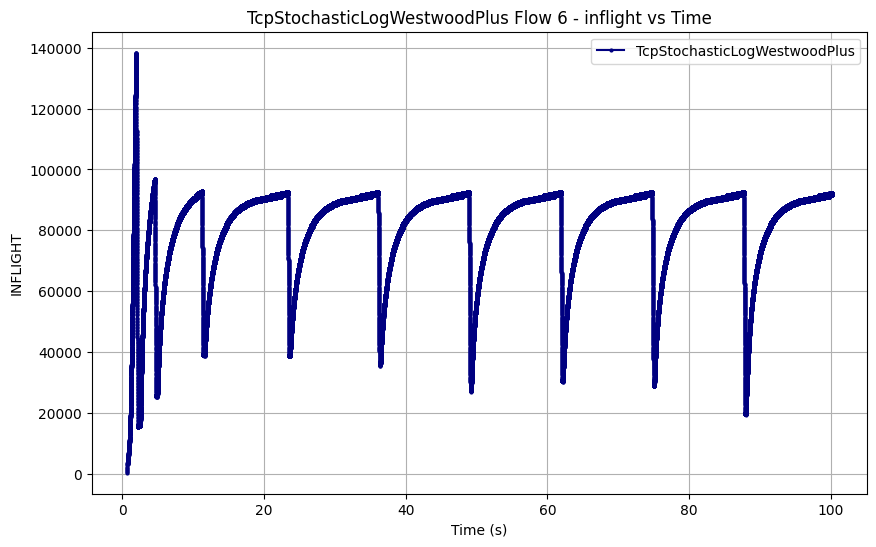 TcpStochasticLogWestwoodPlus Flow 6 - inflight vs Time
TcpStochasticLogWestwoodPlus
140000
120000
100000
80000
60000
40000
20000
0
INFLIGHT
0 20 40 60 80 100
Time (s)